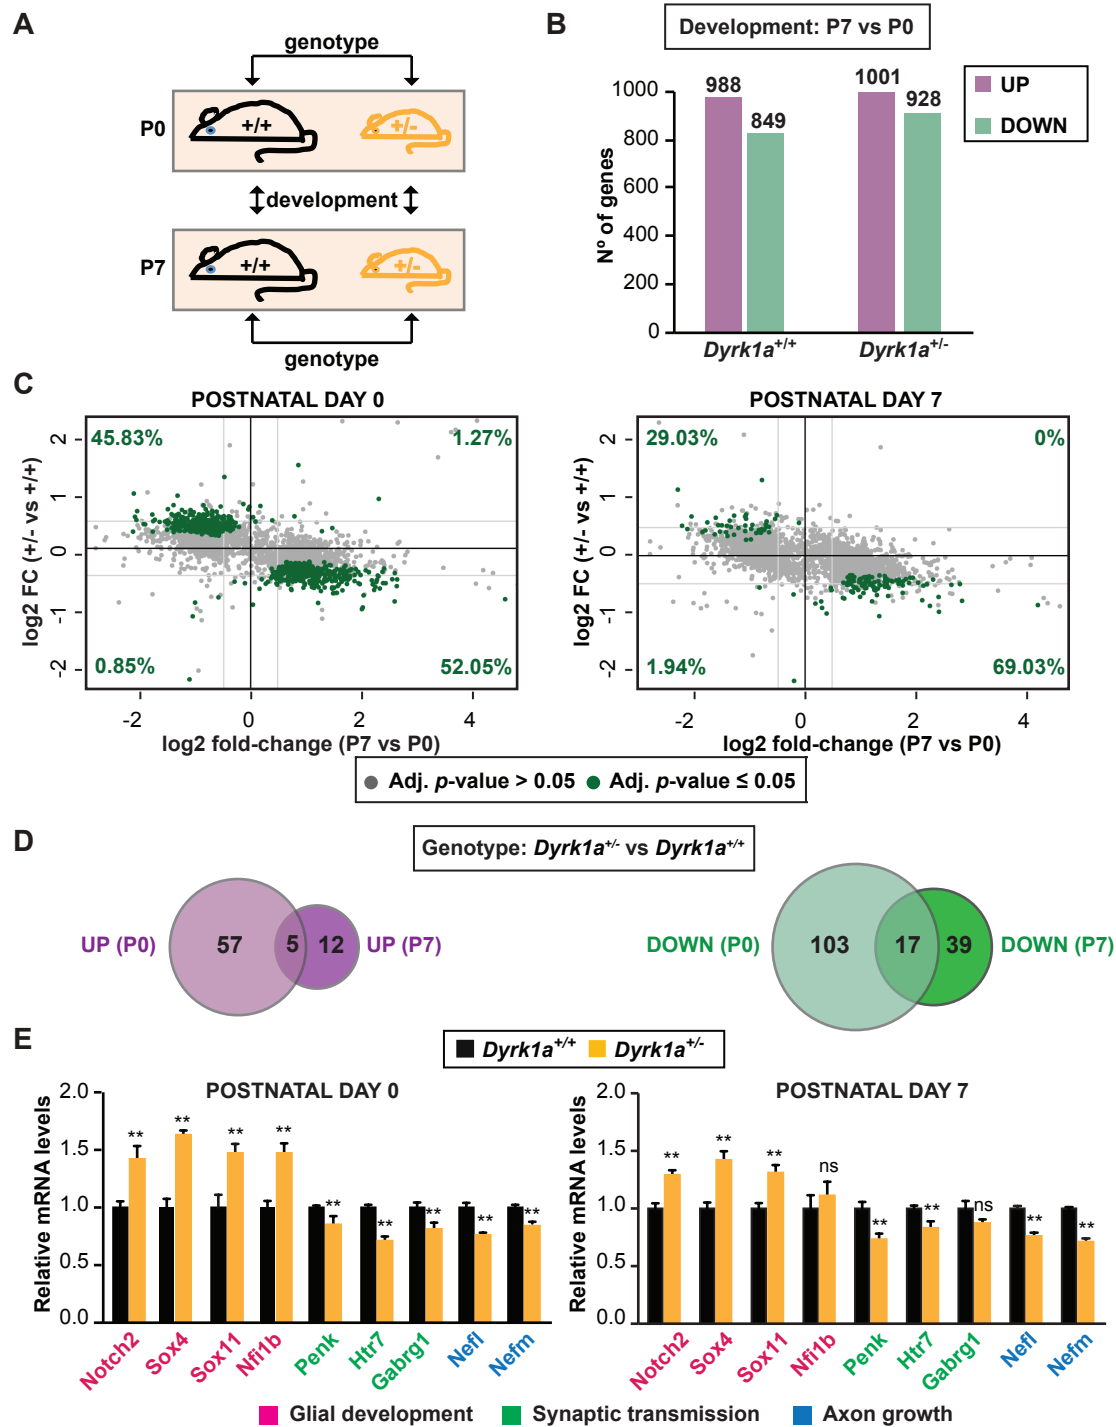 A
genotype
P0
+/+
+/-
development
P7
+/+
+/-
genotype
B
Development: P7 vs P0
Nº of genes
1000
800
600
400
200
0
988
849
1001
928
Dyrk1a+/+
Dyrk1a+/-
UP
DOWN
C
POSTNATAL DAY 0
log2 FC (+/- vs +/+)
2
1
0
-1
-2
45.83%
1.27%
0.85%
52.05%
-2
0
2
4
log2 fold-change (P7 vs P0)
POSTNATAL DAY 7
log2 FC (+/- vs +/+)
2
1
0
-1
-2
29.03%
0%
1.94%
69.03%
-2
0
2
4
log2 fold-change (P7 vs P0)
Adj. p-value > 0.05
Adj. p-value ≤ 0.05
D
Genotype: Dyrk1a+/- vs Dyrk1a+/+
UP (P0)
57
5
12
UP (P7)
DOWN (P0)
103
17
39
DOWN (P7)
E
Dyrk1a+/+
Dyrk1a+/-
POSTNATAL DAY 0
Relative mRNA levels
2.0
1.5
1.0
0.5
0.0
**
**
**
**
**
**
**
**
**
Notch2
Sox4
Sox11
Nfi1b
Penk
Htr7
Gabrg1
Nefl
Nefm
POSTNATAL DAY 7
Relative mRNA levels
2.0
1.5
1.0
0.5
0.0
**
**
**
ns
**
**
ns
**
**
Notch2
Sox4
Sox11
Nfi1b
Penk
Htr7
Gabrg1
Nefl
Nefm
Glial development
Synaptic transmission
Axon growth